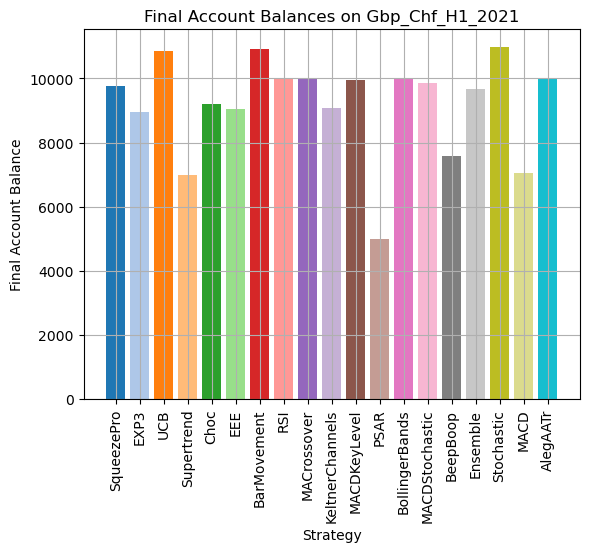 Final Account Balances on Gbp_Chf_H1_2021
Final Account Balance
10000
8000
6000
4000
2000
0
SqueezePro
EXP3
UCB
Supertrend
Choc
EEE
BarMovement
RSI
MACrossover
KeltnerChannels
MACDKeyLevel
PSAR
BollingerBands
MACDStochastic
BeepBoop
Ensemble
Stochastic
MACD
AlegAATr
Strategy